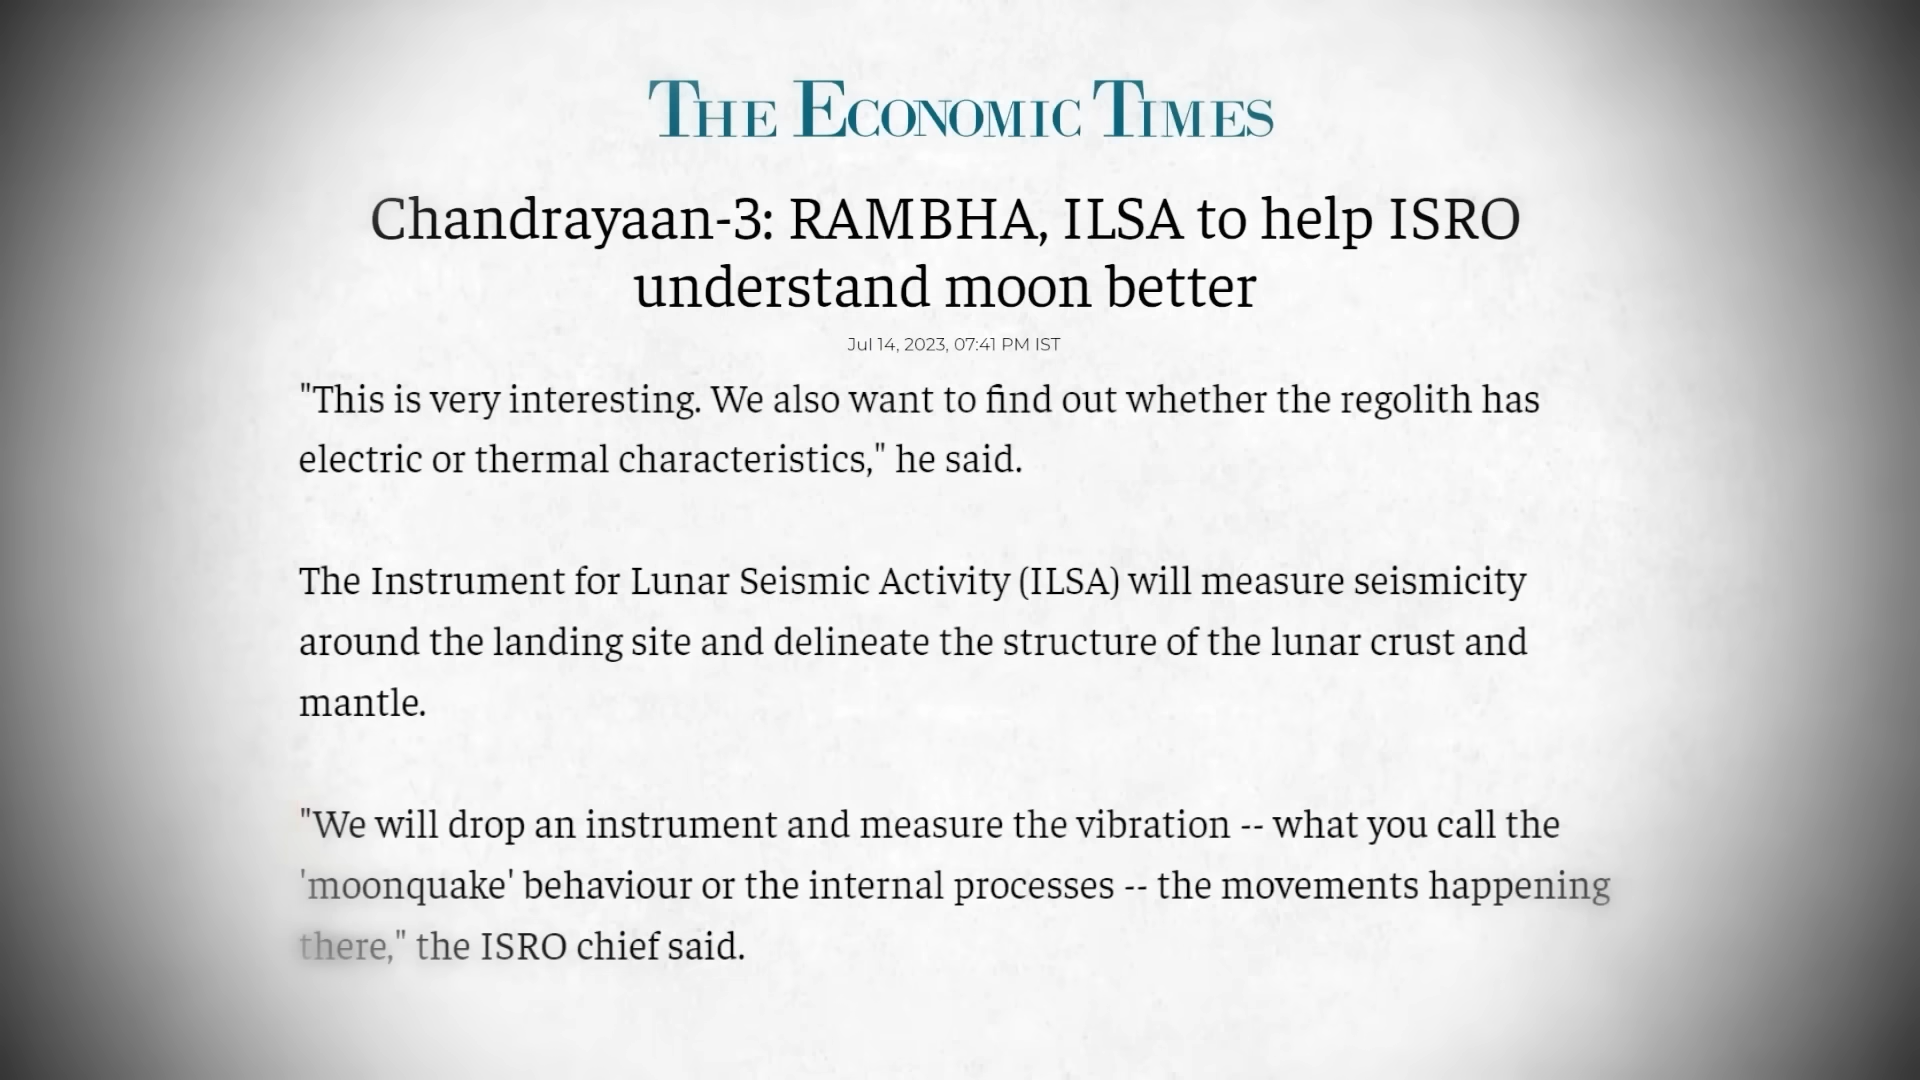 THE ECONOMIC TIMES
Chandrayaan-3: RAMBHA, ILSA to help ISRO
understand moon better
Jul 14, 2023, 07:41 PM IST
"This is very interesting. We also want to find out whether the regolith has
electric or thermal characteristics," he said.
The Instrument for Lunar Seismic Activity (ILSA) will measure seismicity
around the landing site and delineate the structure of the lunar crust and
mantle.
"We will drop an instrument and measure the vibration -- what you call the
'moonquake' behaviour or the internal processes -- the movements happening
there," the ISRO chief said.